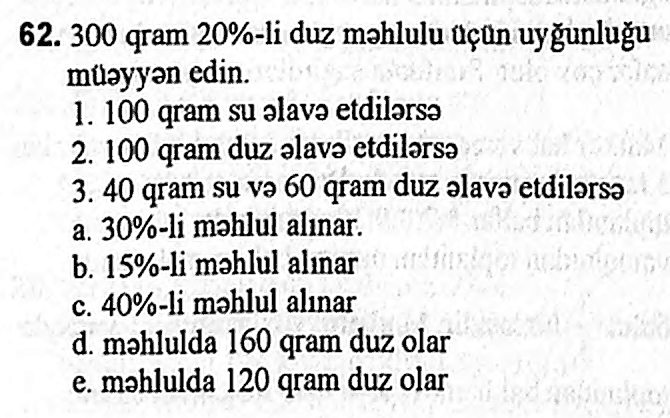 62. 300 qram 20%-li duz məhlulu üçün uyğunluğu
müəyyən edin.
1. 100 qram su əlavə etdilərsə
2. 100 qram duz əlavə etdilərsə
3. 40 qram su və 60 qram duz əlavə etdilərsə
a. 30%-li məhlul alınar.
b. 15%-li məhlul alınar
c. 40%-li məhlul alınar
d. məhlulda 160 qram duz olar
e. məhlulda 120 qram duz olar